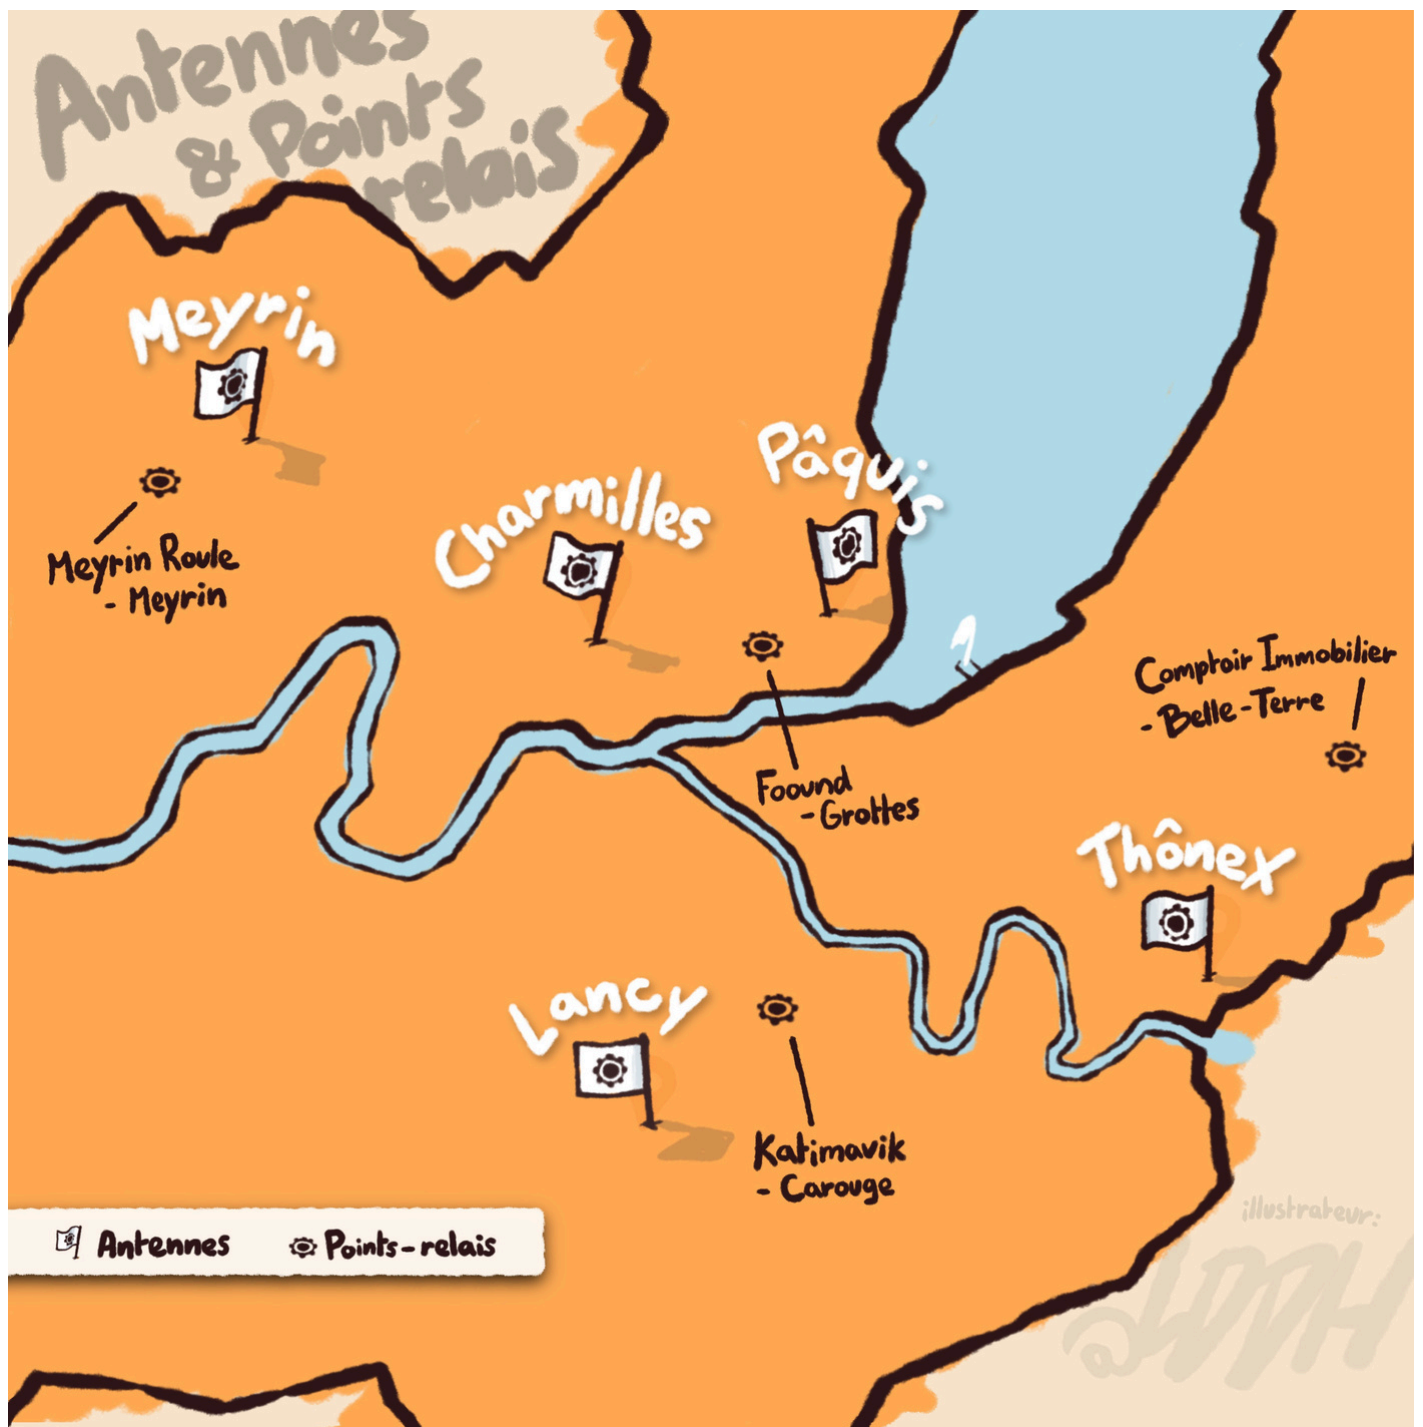 Antennes
& Points
relais
Meyrin
Meyrin Roule
- Meyrin
Charmilles
Pâquis
Foound
- Grottes
Comptoir Immobilier
- Belle-Terre
Thônex
Lancy
Katimavik
- Carouge
Antennes
Points-relais
illustrateur: